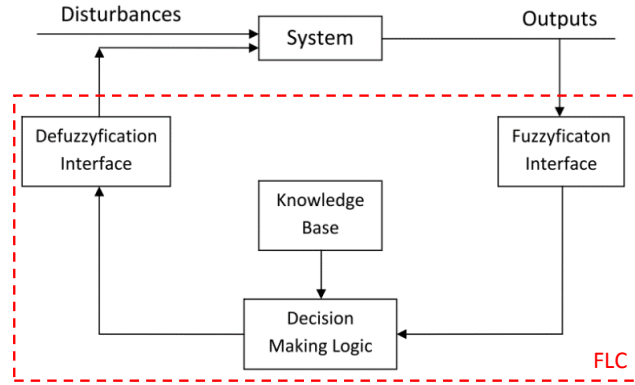 Disturbances
Outputs
System
Defuzzyfication
Interface
Fuzzyficaton
Interface
Knowledge
Base
Decision
Making Logic
FLC